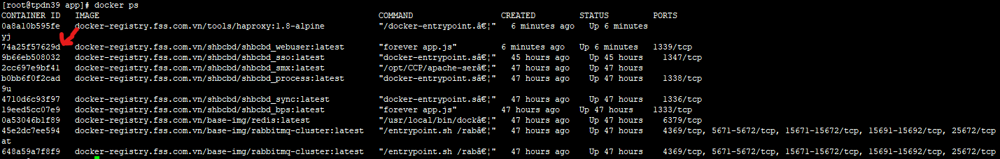 [root@tpdn39 app]# docker ps
CONTAINER ID   IMAGE   COMMAND   CREATED   STATUS   PORTS
0a8a10b595fe   docker-registry.fss.com.vn/tools/haproxy:1.8-alpine   "/docker-entrypoint.â€¦"   6 minutes ago   Up 6 minutes
yj
74a25f57629d   docker-registry.fss.com.vn/shbcbd/shbcbd_webuser:latest   "forever app.js"   6 minutes ago   Up 6 minutes   1339/tcp
9b66eb508032   docker-registry.fss.com.vn/shbcbd/shbcbd_sso:latest   "docker-entrypoint.sâ€¦"   45 hours ago   Up 45 hours   1347/tcp
2cc697e9bf41   docker-registry.fss.com.vn/shbcbd/shbcbd_smx:latest   "/opt/CCP/apache-serâ€¦"   47 hours ago   Up 47 hours
b0bb6f0f2cad   docker-registry.fss.com.vn/shbcbd/shbcbd_process:latest   "docker-entrypoint.sâ€¦"   47 hours ago   Up 47 hours   1338/tcp
9u
4710d6c93f97   docker-registry.fss.com.vn/shbcbd/shbcbd_sync:latest   "docker-entrypoint.sâ€¦"   47 hours ago   Up 47 hours   1336/tcp
19eed5cc07e9   docker-registry.fss.com.vn/shbcbd/shbcbd_bps:latest   "forever app.js"   47 hours ago   Up 47 hours   1333/tcp
0a53046b1f89   docker-registry.fss.com.vn/base-img/redis:latest   "/usr/local/bin/dockâ€¦"   47 hours ago   Up 47 hours   6379/tcp
45e2dc7ee594   docker-registry.fss.com.vn/base-img/rabbitmq-cluster:latest   "/entrypoint.sh /rabâ€¦"   47 hours ago   Up 47 hours   4369/tcp, 5671-5672/tcp, 15671-15672/tcp, 15691-15692/tcp, 25672/tcp
at
648a59a7f8f9   docker-registry.fss.com.vn/base-img/rabbitmq-cluster:latest   "/entrypoint.sh /rabâ€¦"   47 hours ago   Up 47 hours   4369/tcp, 5671-5672/tcp, 15671-15672/tcp, 15691-15692/tcp, 25672/tcp